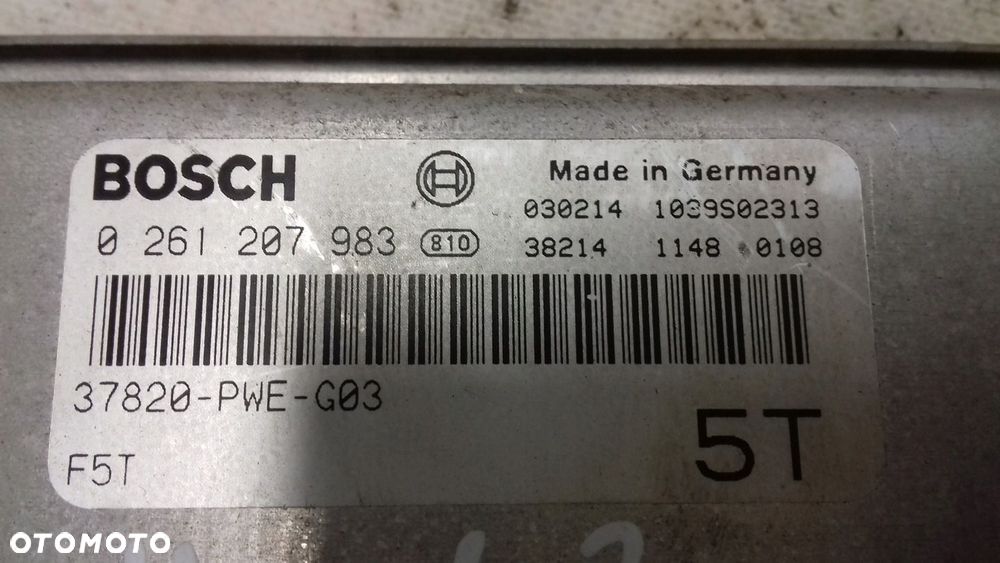 BOSCH
Made in Germany
030214 1039S02313
0 261 207 983 810
38214 1148 0108
37820-PWE-G03
5T
F5T
OTOMOTO